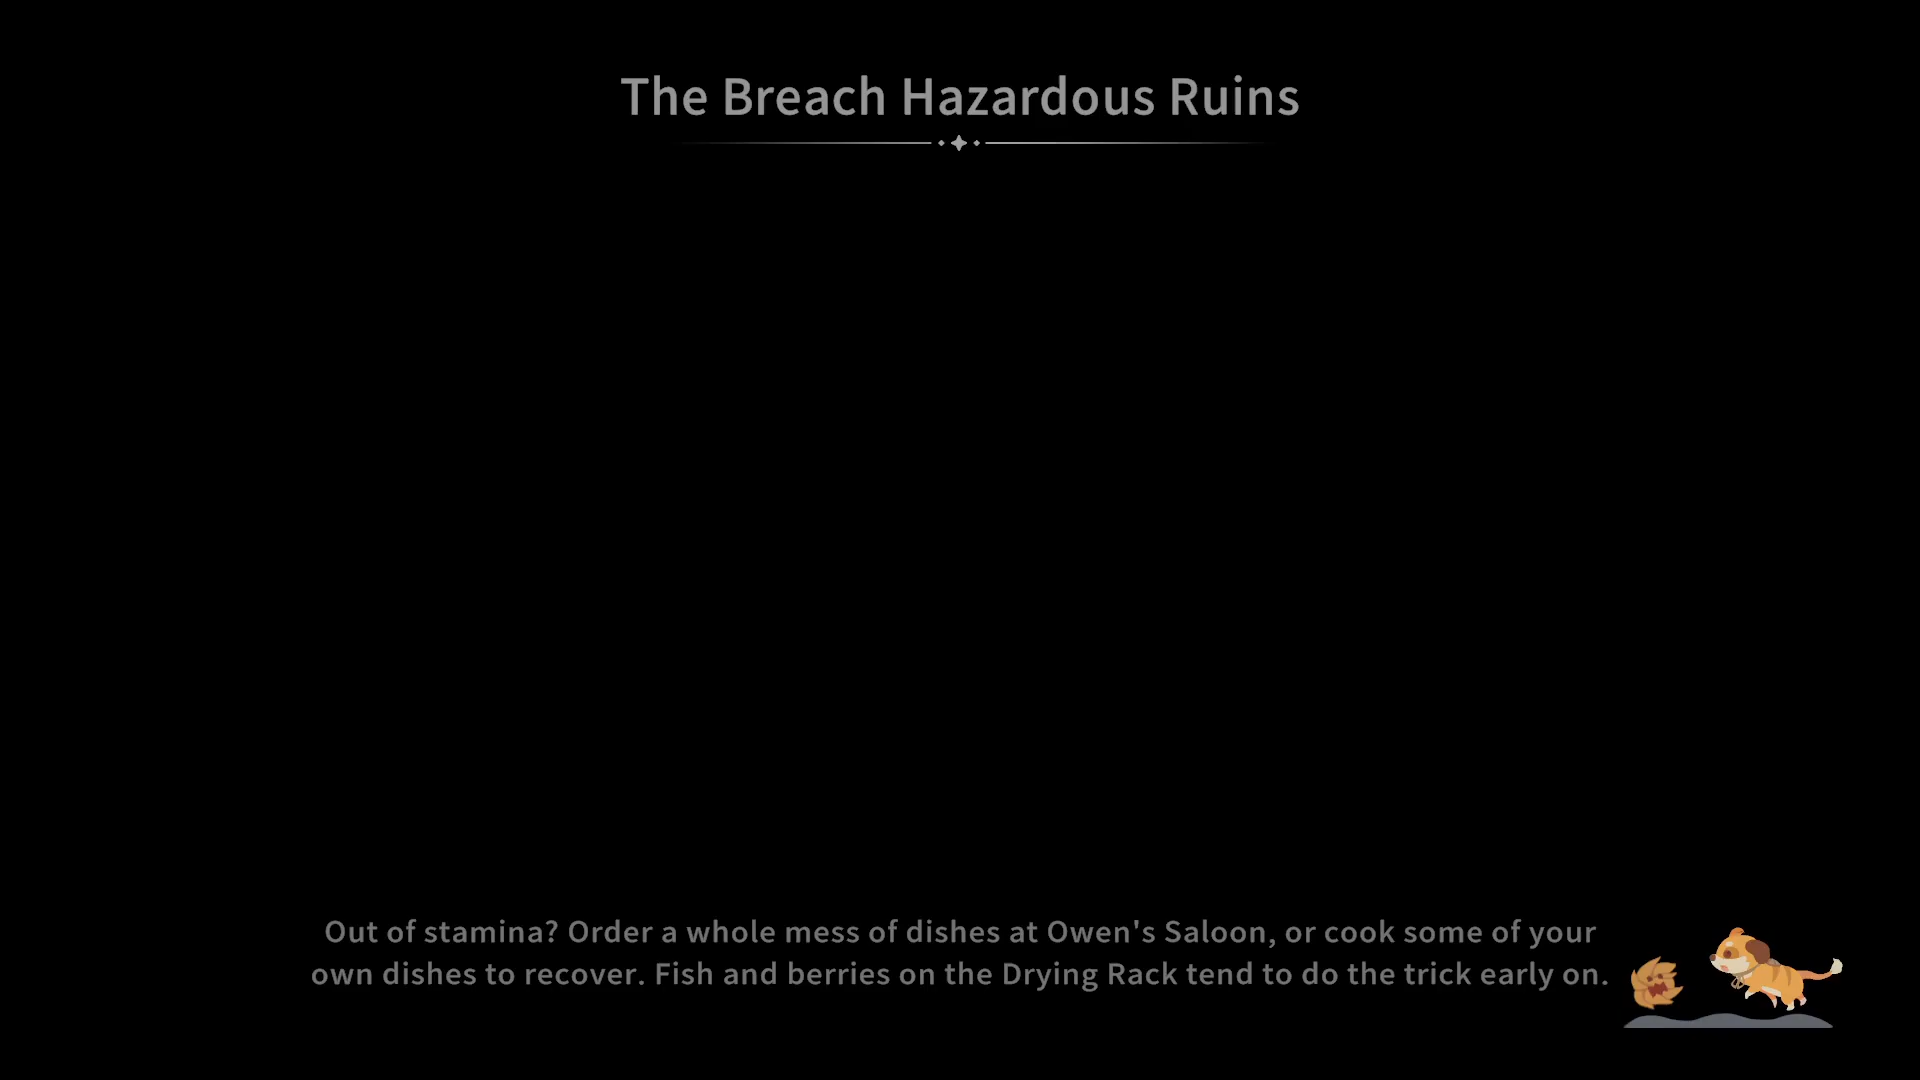 The Breach Hazardous Ruins
Out of stamina? Order a whole mess of dishes at Owen's Saloon, or cook some of your
own dishes to recover. Fish and berries on the Drying Rack tend to do the trick early on.